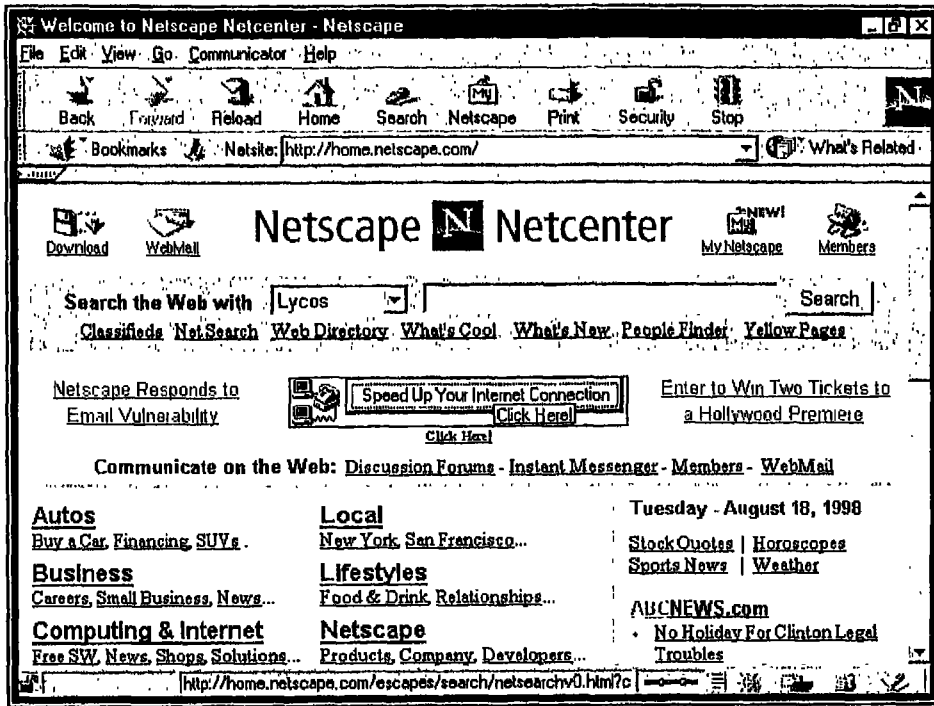 Welcome to Netscape Netcenter - Netscape
File Edit View Go Communicator Help
Back Forward Reload Home Search Netscape Print Security Stop
My
N
Bookmarks Netsite: http://home.netscape.com/ What's Related
Download WebMail Netscape N Netcenter NEW! My My Netscape Members
Search the Web with Lycos Search
Classifieds Net Search Web Directory What's Cool What's New People Finder Yellow Pages
Netscape Responds to Email Vulnerability
Speed Up Your Internet Connection
Click Here!
Click Here!
Enter to Win Two Tickets to a Hollywood Premiere
Communicate on the Web: Discussion Forums - Instant Messenger - Members - WebMail
Autos
Buy a Car, Financing, SUVs .
Business
Careers, Small Business, News...
Computing & Internet
Free SW, News, Shops, Solutions...
Local
New York, San Francisco...
Lifestyles
Food & Drink, Relationships...
Netscape
Products, Company, Developers...
Tuesday - August 18, 1998
Stock Quotes | Horoscopes
Sports News | Weather
ABCNEWS.com
• No Holiday For Clinton Legal
Troubles
http://home.netscape.com/escapes/search/netsearchv0.html?c